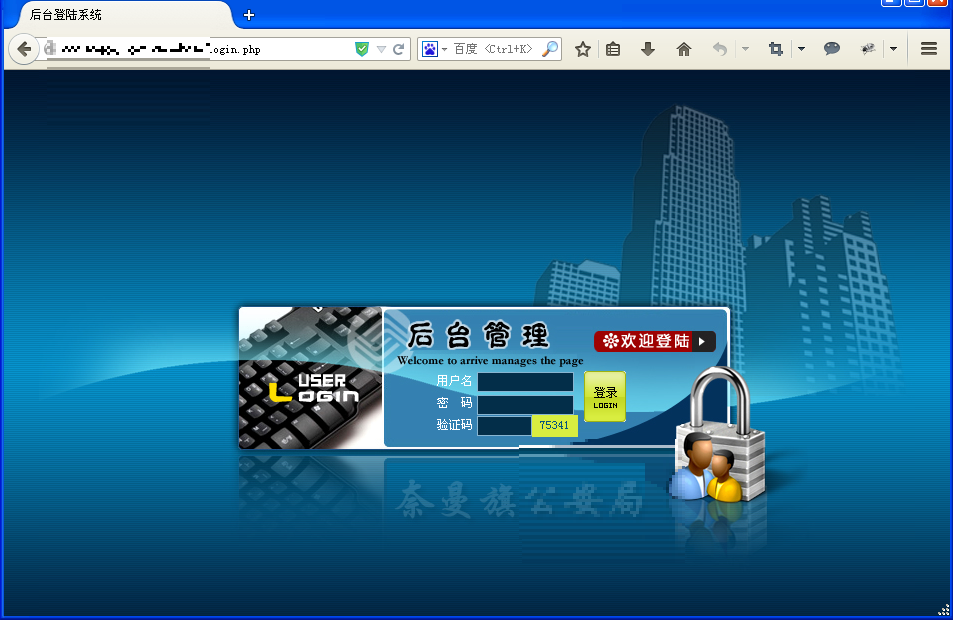 后台登陆系统
ogin.php
百度 <Ctrl+K>
后台管理
欢迎登陆
Welcome to arrive manages the page
USER
LOGIN
用户名
登录
LOGIN
密 码
验证码
75341
奈曼旗公安局